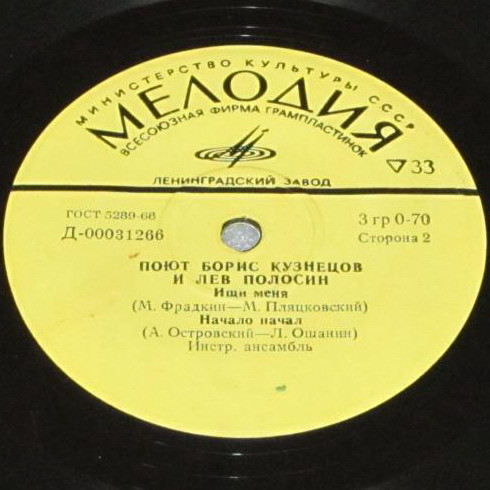 МИНИСТЕРСТВО КУЛЬТУРЫ СССР
МЕЛОДИЯ
ВСЕСОЮЗНАЯ ФИРМА ГРАМПЛАСТИНОК
33
ЛЕНИНГРАДСКИЙ ЗАВОД
ГОСТ 5289-68
3 гр 0-70
Д-00031266
Сторона 2
ПОЮТ БОРИС КУЗНЕЦОВ
И ЛЕВ ПОЛОСИН
Ищи меня
(М. Фрадкин—М. Пляцковский)
Начало начал
(А. Островский—Л. Ошанин)
Инстр. ансамбль